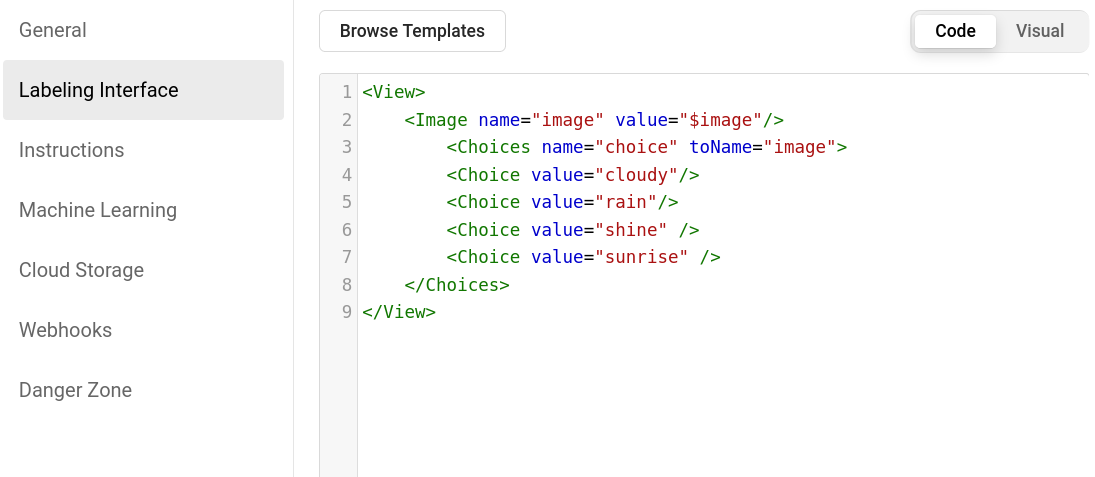 General
Labeling Interface
Instructions
Machine Learning
Cloud Storage
Webhooks
Danger Zone
Browse Templates
Code
Visual
1 <View>
2     <Image name="image" value="$image"/>
3         <Choices name="choice" toName="image">
4         <Choice value="cloudy"/>
5         <Choice value="rain"/>
6         <Choice value="shine" />
7         <Choice value="sunrise" />
8     </Choices>
9 </View>